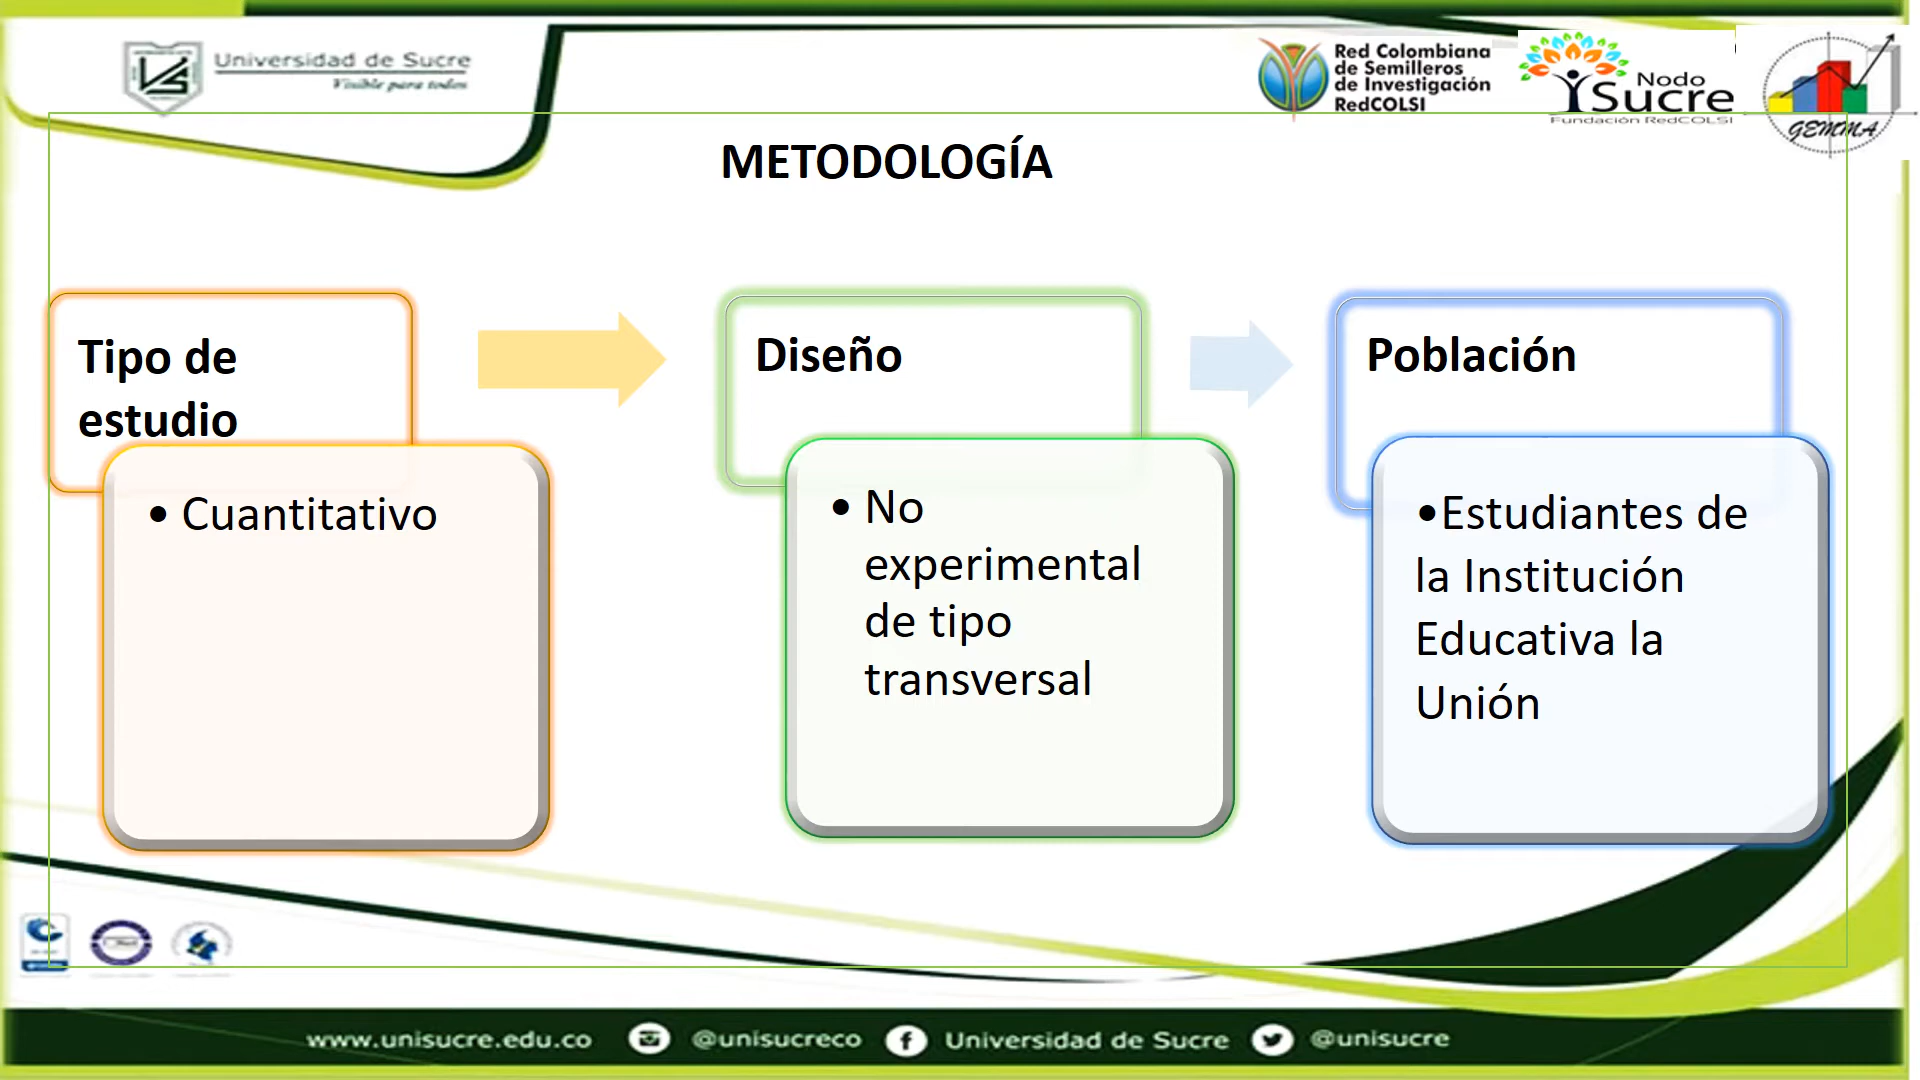 Universidad de Sucre
Visible para todos
Red Colombiana
de Semilleros
de Investigación
RedCOLSI
Nodo
Sucre
Fundación RedCOLSI
GEMMA
METODOLOGÍA
Tipo de
estudio
• Cuantitativo
Diseño
• No
experimental
de tipo
transversal
Población
•Estudiantes de
la Institución
Educativa la
Unión
www.unisucre.edu.co
@unisucreco
Universidad de Sucre
@unisucre